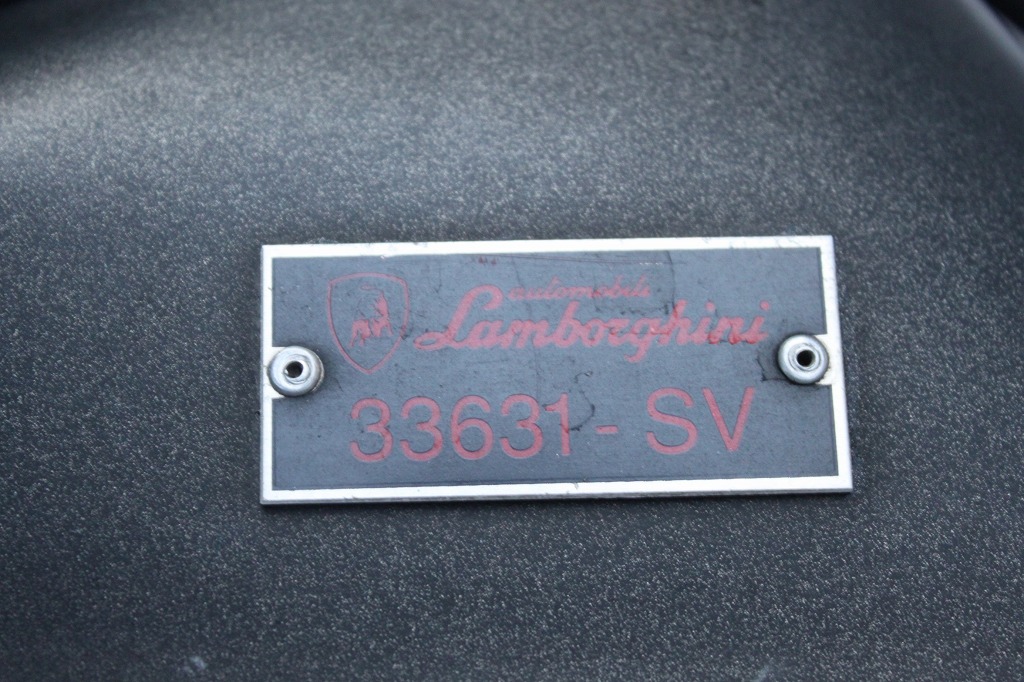 automobili
Lamborghini
33631- SV